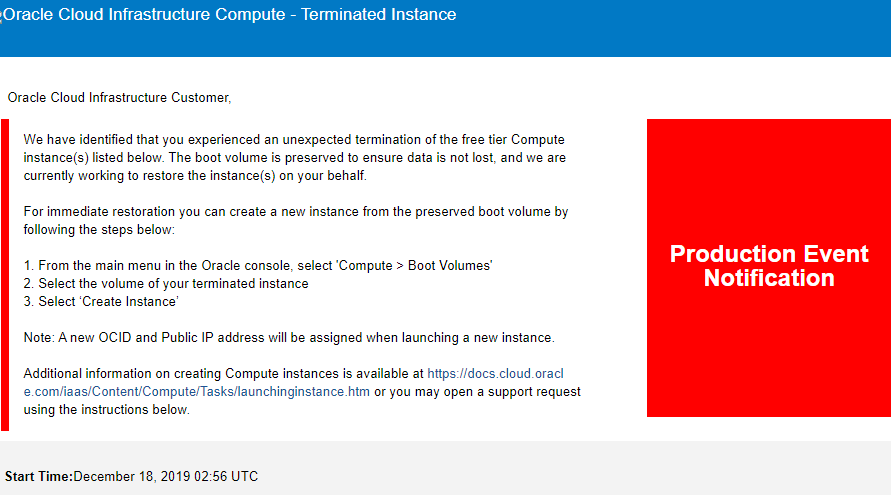 Oracle Cloud Infrastructure Compute - Terminated Instance
Oracle Cloud Infrastructure Customer,
We have identified that you experienced an unexpected termination of the free tier Compute
instance(s) listed below. The boot volume is preserved to ensure data is not lost, and we are
currently working to restore the instance(s) on your behalf.
For immediate restoration you can create a new instance from the preserved boot volume by
following the steps below:
1. From the main menu in the Oracle console, select 'Compute > Boot Volumes'
2. Select the volume of your terminated instance
3. Select ‘Create Instance’
Note: A new OCID and Public IP address will be assigned when launching a new instance.
Additional information on creating Compute instances is available at https://docs.cloud.oracl
e.com/iaas/Content/Compute/Tasks/launchinginstance.htm or you may open a support request
using the instructions below.
Production Event
Notification
Start Time:December 18, 2019 02:56 UTC